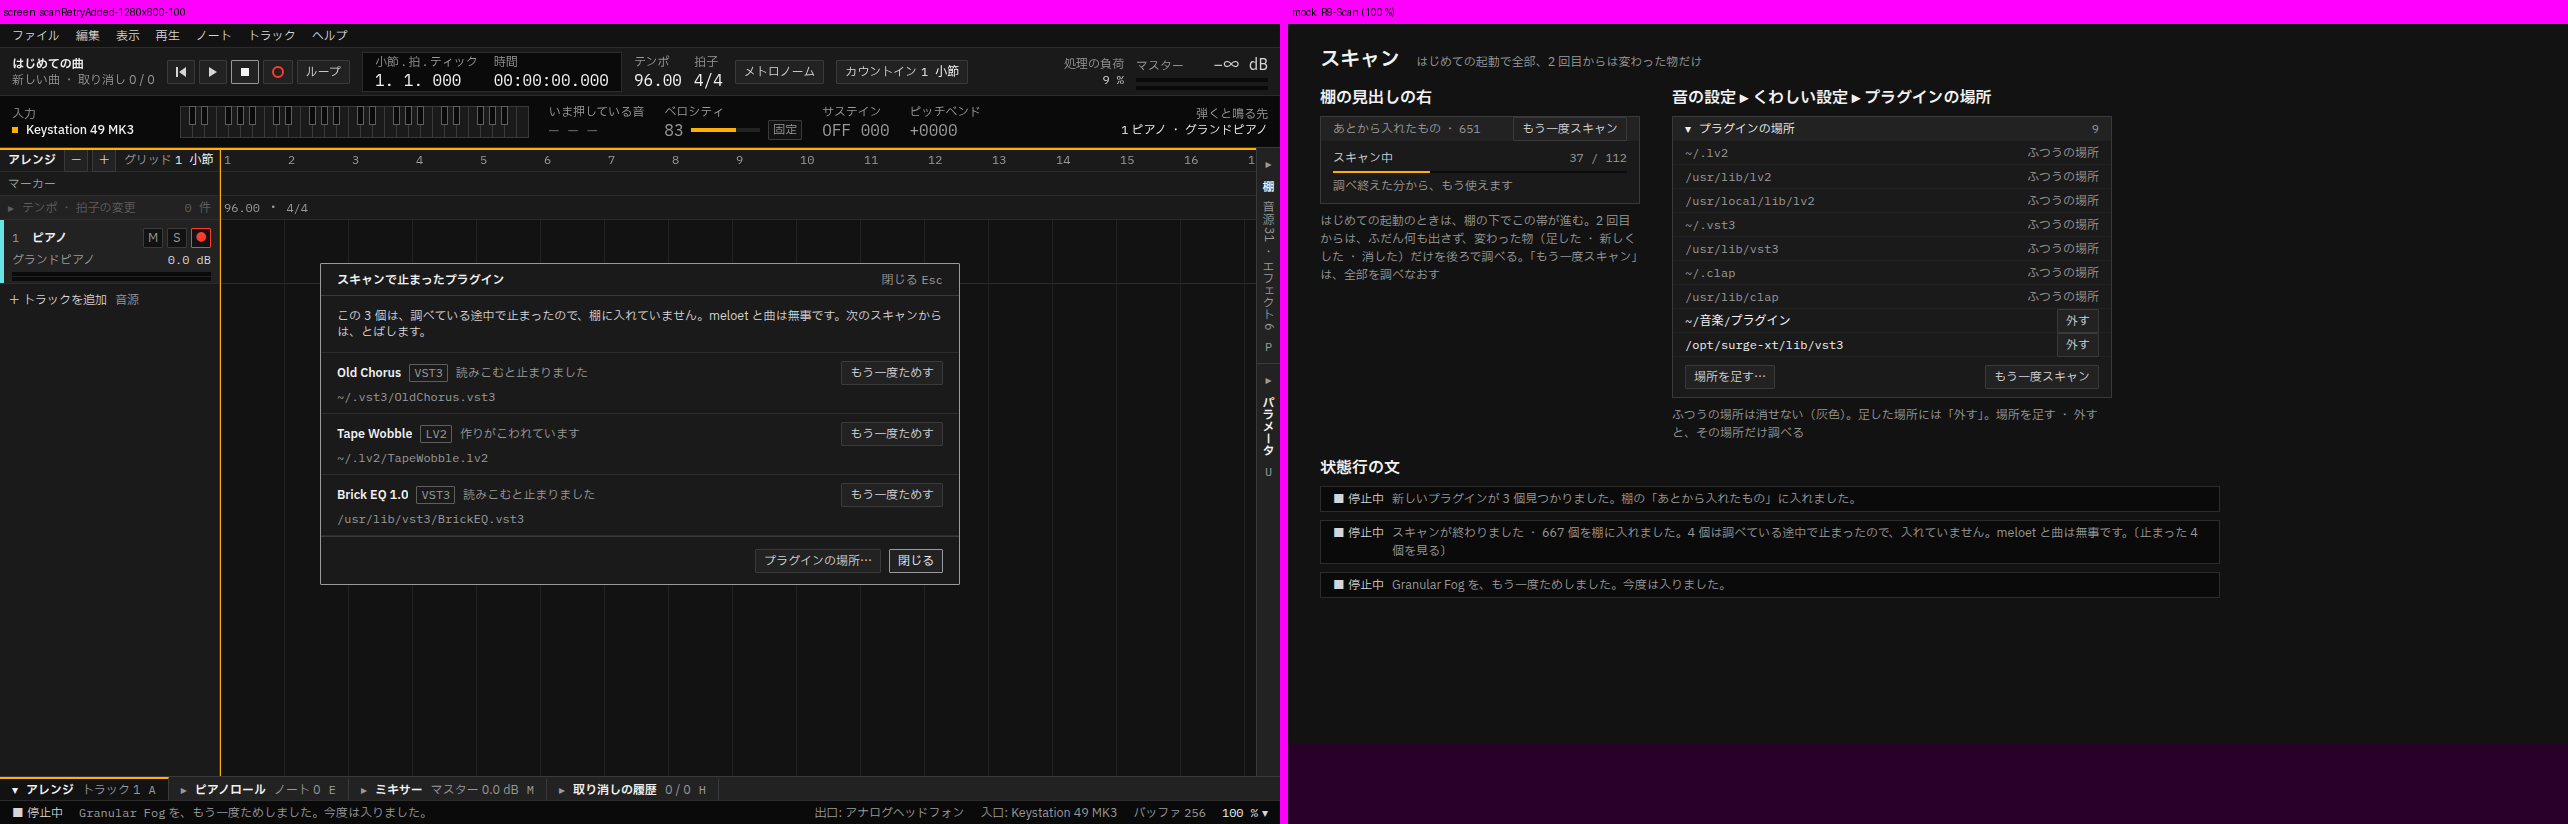 screen scanRetryAdded-1280x800-100
ファイル 編集 表示 再生 ノート トラック ヘルプ
はじめての曲
新しい曲 ・ 取り消し 0 / 0
ループ
小節 . 拍 . ティック 時間
1. 1. 000 00:00:00.000
テンポ 拍子
96.00 4/4
メトロノーム
カウントイン 1 小節
処理の負荷
9 %
マスター −∞ dB
入力
Keystation 49 MK3
いま押している音
— — —
ベロシティ
83 固定
サステイン
OFF 000
ピッチベンド
+0000
弾くと鳴る先
1 ピアノ ・ グランドピアノ
アレンジ − + グリッド 1 小節
1 2 3 4 5 6 7 8 9 10 11 12 13 14 15 16 1
マーカー
▸ テンポ ・ 拍子の変更 0 件
96.00 ・ 4/4
1 ピアノ M S
グランドピアノ 0.0 dB
+ トラックを追加 音源
▸ 棚 音源 31 ・ エフェクト 6 P
▸ パラメータ U
スキャンで止まったプラグイン 閉じる Esc
この 3 個は、調べている途中で止まったので、棚に入れていません。meloet と曲は無事です。次のスキャンから
は、とばします。
Old Chorus VST3 読みこむと止まりました もう一度ためす
~/.vst3/OldChorus.vst3
Tape Wobble LV2 作りがこわれています もう一度ためす
~/.lv2/TapeWobble.lv2
Brick EQ 1.0 VST3 読みこむと止まりました もう一度ためす
/usr/lib/vst3/BrickEQ.vst3
プラグインの場所… 閉じる
▾ アレンジ トラック 1 A ▸ ピアノロール ノート 0 E ▸ ミキサー マスター 0.0 dB M ▸ 取り消しの履歴 0 / 0 H
■ 停止中 Granular Fog を、もう一度ためしました。今度は入りました。
出口: アナログヘッドフォン 入口: Keystation 49 MK3 バッファ 256 100 % ▾
mock R9-Scan (100 %)
スキャン はじめての起動で全部、2 回目からは変わった物だけ
棚の見出しの右
あとから入れたもの ・ 651 もう一度スキャン
スキャン中 37 / 112
調べ終えた分から、もう使えます
はじめての起動のときは、棚の下でこの帯が進む。2 回目
からは、ふだん何も出さず、変わった物（足した ・ 新しく
した ・ 消した）だけを後ろで調べる。「もう一度スキャン」
は、全部を調べなおす
音の設定 ▸ くわしい設定 ▸ プラグインの場所
▾ プラグインの場所 9
~/.lv2 ふつうの場所
/usr/lib/lv2 ふつうの場所
/usr/local/lib/lv2 ふつうの場所
~/.vst3 ふつうの場所
/usr/lib/vst3 ふつうの場所
~/.clap ふつうの場所
/usr/lib/clap ふつうの場所
~/音楽/プラグイン 外す
/opt/surge-xt/lib/vst3 外す
場所を足す… もう一度スキャン
ふつうの場所は消せない（灰色）。足した場所には「外す」。場所を足す ・ 外す
と、その場所だけ調べる
状態行の文
■ 停止中 新しいプラグインが 3 個見つかりました。棚の「あとから入れたもの」に入れました。
■ 停止中 スキャンが終わりました ・ 667 個を棚に入れました。4 個は調べている途中で止まったので、入れていません。meloet と曲は無事です。〔止まった 4
個を見る〕
■ 停止中 Granular Fog を、もう一度ためしました。今度は入りました。